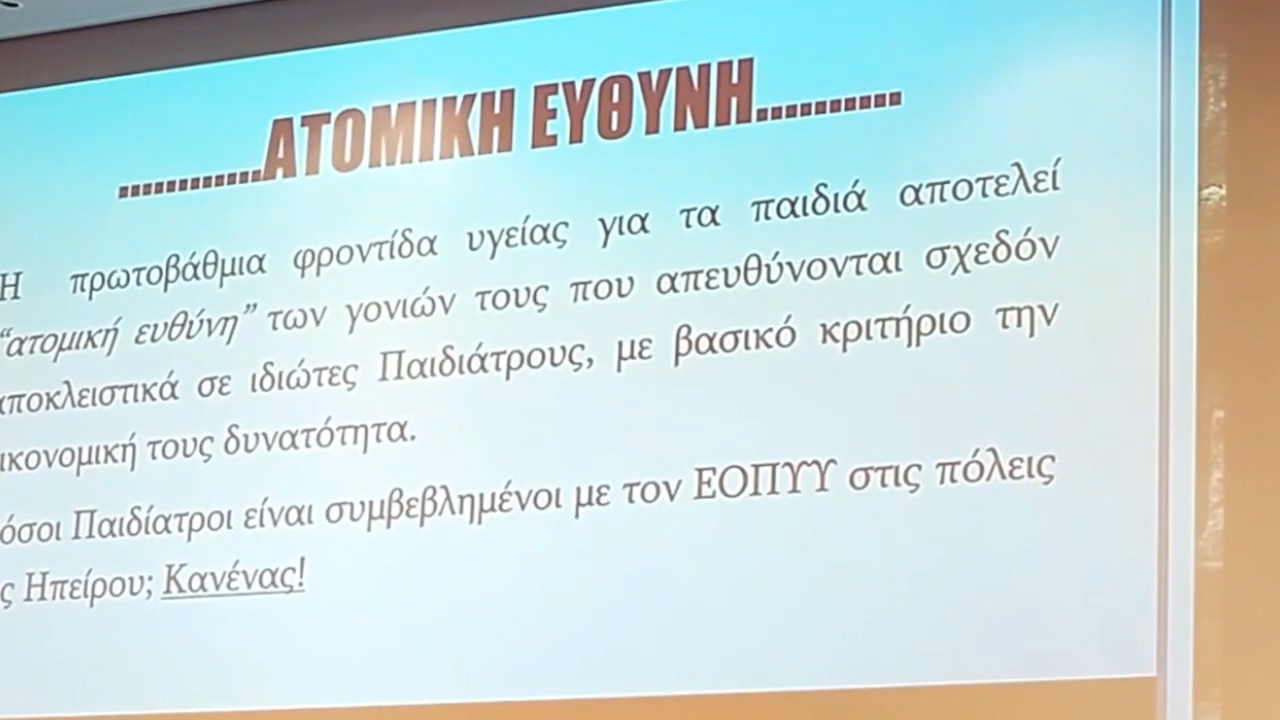 ............ΑΤΟΜΙΚΗ ΕΥΘΥΝΗ..........
Η πρωτοβάθμια φροντίδα υγείας για τα παιδιά αποτελεί
“ατομική ευθύνη” των γονιών τους που απευθύνονται σχεδόν
αποκλειστικά σε ιδιώτες Παιδιάτρους, με βασικό κριτήριο την
ικονομική τους δυνατότητα.
όσοι Παιδίατροι είναι συμβεβλημένοι με τον ΕΟΠΥΥ στις πόλεις
ς Ηπείρου; Κανένας!